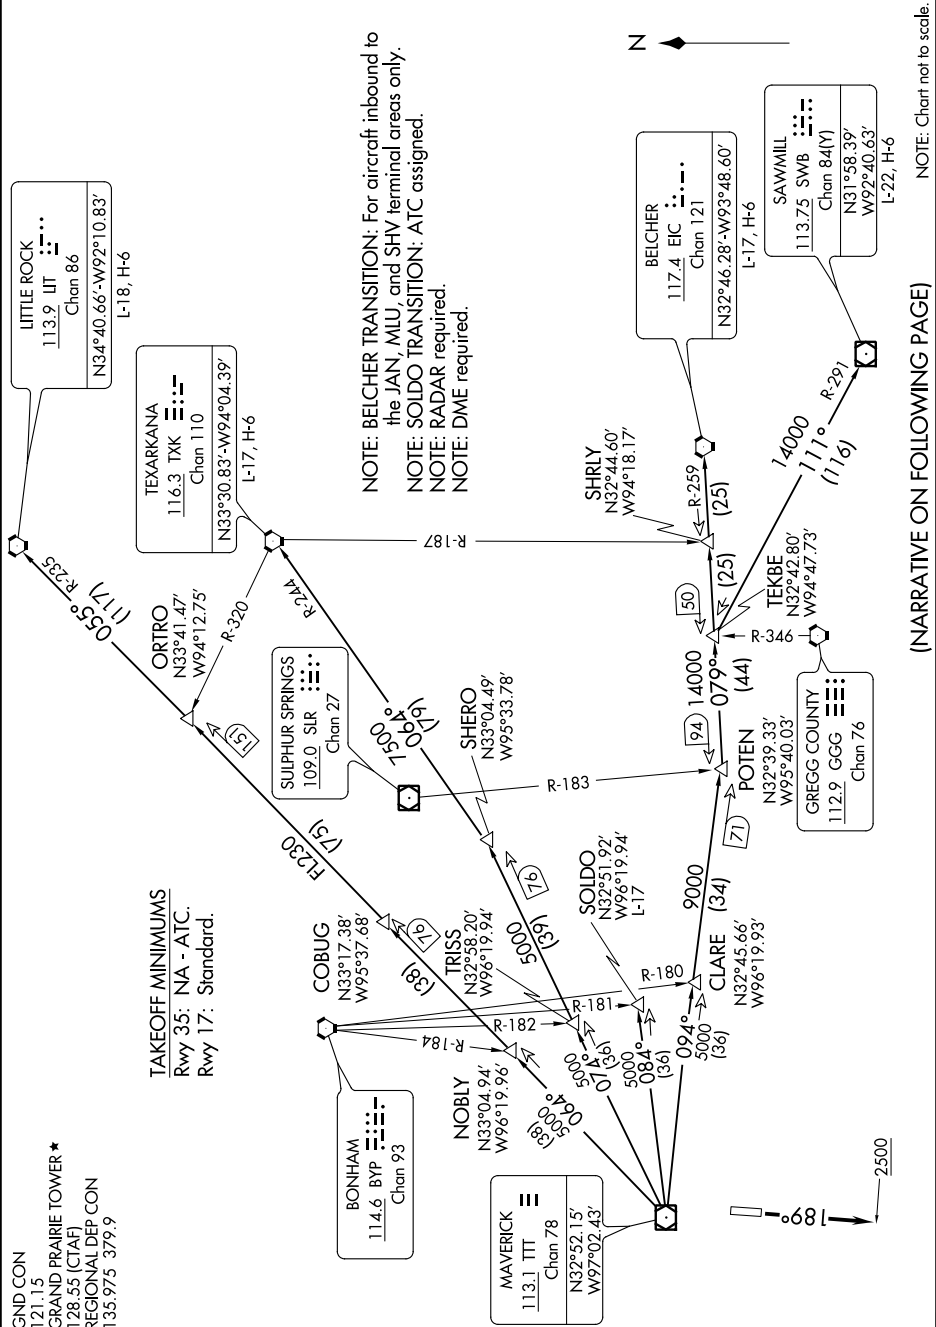 GND CON
121.15
GRAND PRAIRIE TOWER ★
128.55 (CTAF)
REGIONAL DEP CON
135.975 379.9
TAKEOFF MINIMUMS
Rwy 35: NA - ATC.
Rwy 17: Standard.
LITTLE ROCK
113.9 LIT
Chan 86
N34°40.66'-W92°10.83'
L-18, H-6
TEXARKANA
116.3 TXK
Chan 110
N33°30.83'-W94°04.39'
L-17, H-6
R-235
055°
(117)
ORTRO
N33°41.47'
W94°12.75'
R-320
151
FL230
(75)
COBUG
N33°17.38'
W95°37.68'
76
(38)
BONHAM
114.6 BYP
Chan 93
R-184
R-182
R-181
R-180
NOBLY
N33°04.94'
W96°19.96'
064°
5000
(38)
SULPHUR SPRINGS
109.0 SLR
Chan 27
R-244
7500
064°
(79)
SHERO
N33°04.49'
W95°33.78'
76
5000
(39)
TRISS
N32°58.20'
W96°19.94'
5000
074°
(36)
SOLDO
N32°51.92'
W96°19.94'
L-17
5000
084°
(36)
R-183
R-187
NOTE: BELCHER TRANSITION: For aircraft inbound to
the JAN, MLU, and SHV terminal areas only.
NOTE: SOLDO TRANSITION: ATC assigned.
NOTE: RADAR required.
NOTE: DME required.
N
MAVERICK
113.1 TTT
Chan 78
N32°52.15'
W97°02.43'
094°
5000
(36)
CLARE
N32°45.66'
W96°19.93'
9000
(34)
71
POTEN
N32°39.33'
W95°40.03'
94
14000
079°
(44)
50
TEKBE
N32°42.80'
W94°47.73'
R-346
GREGG COUNTY
112.9 GGG
Chan 76
(25)
SHRLY
N32°44.60'
W94°18.17'
R-259
(25)
BELCHER
117.4 EIC
Chan 121
N32°46.28'-W93°48.60'
L-17, H-6
14000
111°
(116)
R-291
SAWMILL
113.75 SWB
Chan 84(Y)
N31°58.39'
W92°40.63'
L-22, H-6
189°
2500
(NARRATIVE ON FOLLOWING PAGE)
NOTE: Chart not to scale.